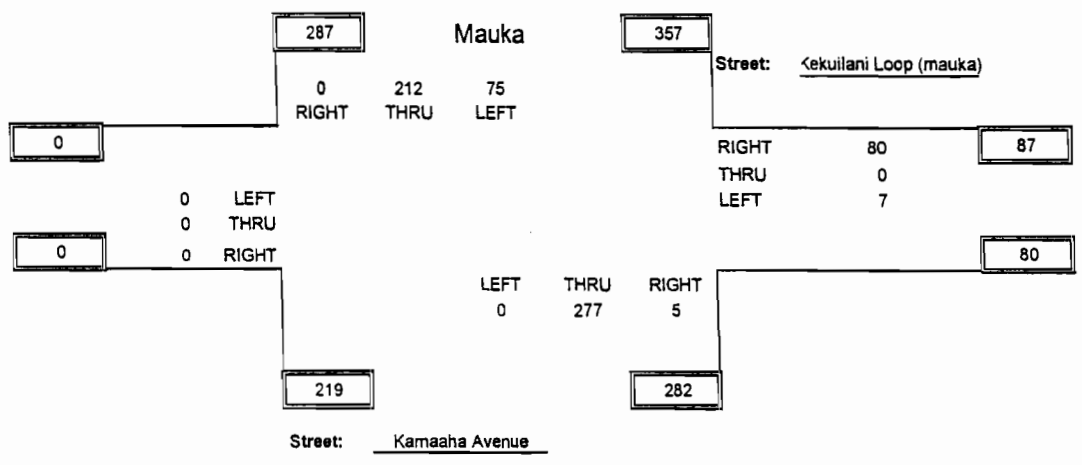 287 Mauka 357
Street: Kekuilani Loop (mauka)
0 212 75
RIGHT THRU LEFT
0
RIGHT 80 87
THRU 0
LEFT 7
0 LEFT
0 THRU
0 0 RIGHT
80
LEFT THRU RIGHT
0 277 5
219 282
Street: Kamaaha Avenue